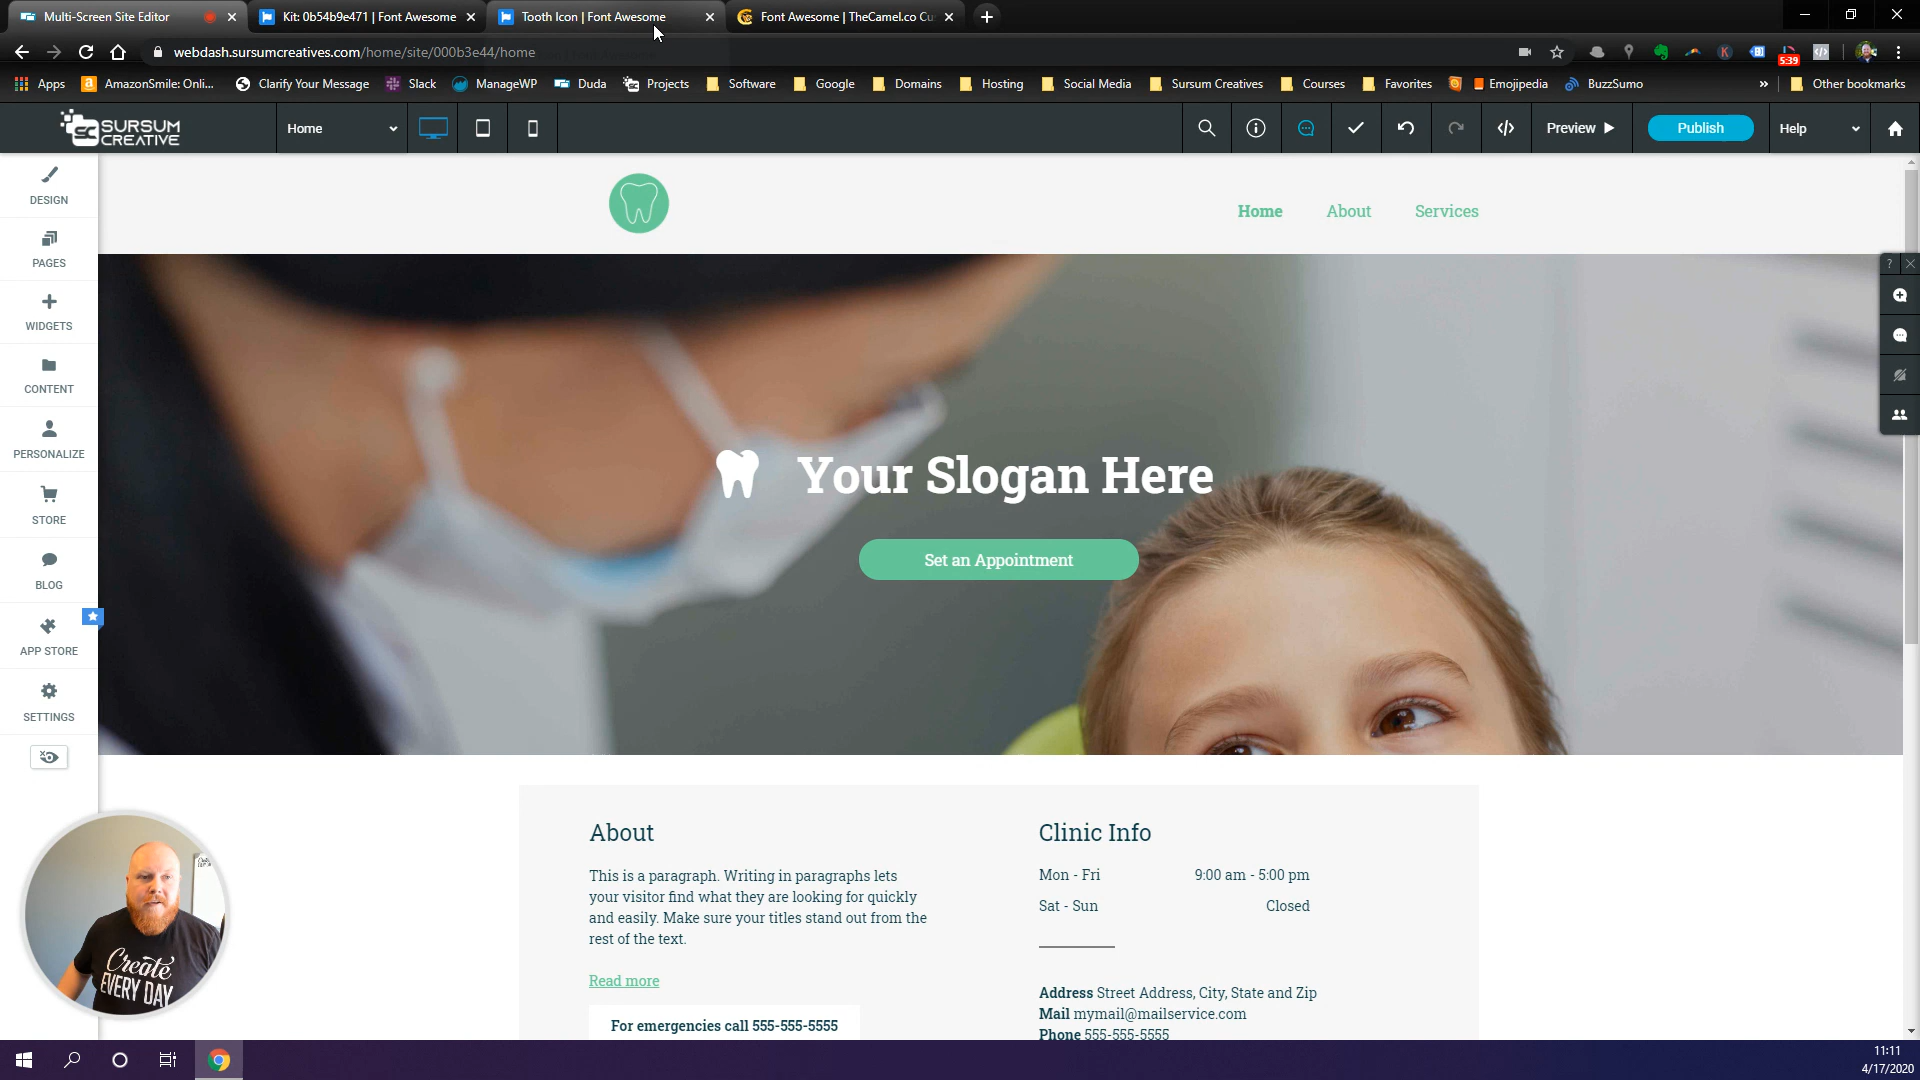 Multi-Screen Site Editor
Kit: 0b54b9e471 | Font Awesome
Tooth Icon | Font Awesome
Font Awesome | TheCamel.co Cu
webdash.sursumcreatives.com/home/site/000b3e44/home
5:39
Apps
AmazonSmile: Onli...
Clarify Your Message
Slack
ManageWP
Duda
Projects
Software
Google
Domains
Hosting
Social Media
Sursum Creatives
Courses
Favorites
Emojipedia
BuzzSumo
»
Other bookmarks
SC SURSUM CREATIVE
Home
Preview
Publish
Help
DESIGN
PAGES
WIDGETS
CONTENT
PERSONALIZE
STORE
BLOG
APP STORE
SETTINGS
Home
About
Services
?
Your Slogan Here
Set an Appointment
About
This is a paragraph. Writing in paragraphs lets
your visitor find what they are looking for quickly
and easily. Make sure your titles stand out from the
rest of the text.
Read more
For emergencies call 555-555-5555
Clinic Info
Mon - Fri 9:00 am - 5:00 pm
Sat - Sun Closed
Address Street Address, City, State and Zip
Mail mymail@mailservice.com
Phone 555-555-5555
Create
EVERY DAY
11:11
4/17/2020